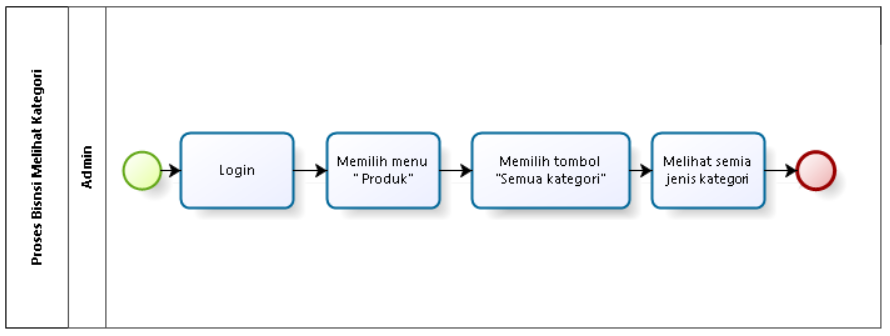 Proses Bisnsi Melihat Kategori
Admin
Login
Memilih menu
" Produk"
Memilih tombol
"Semua kategori"
Melihat semia
jenis kategori